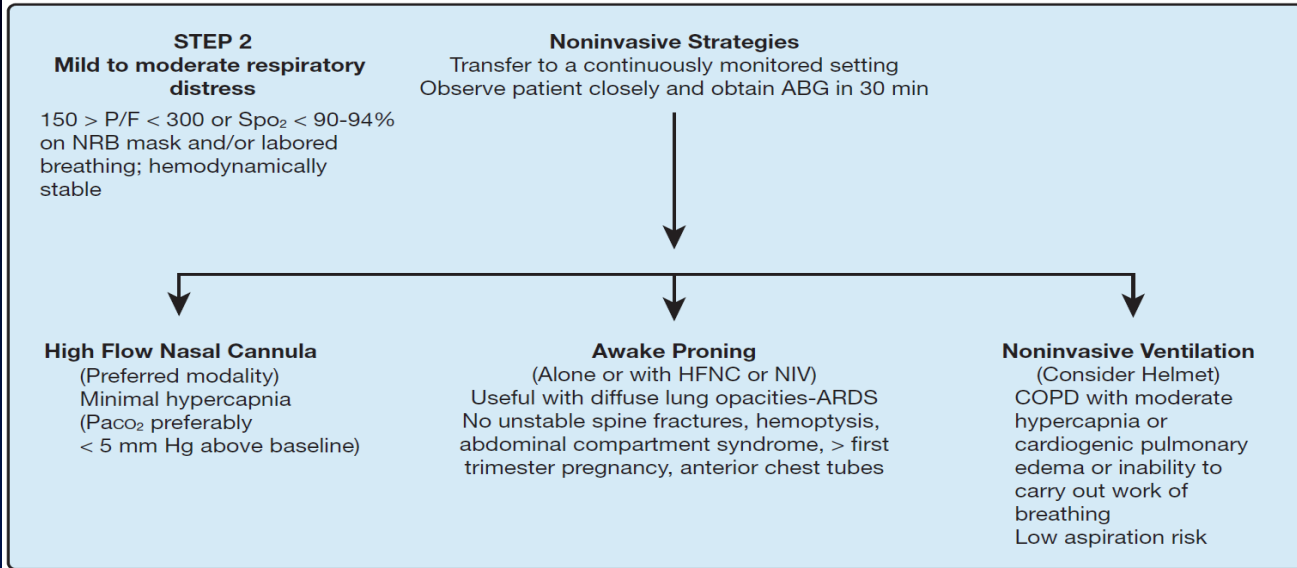 STEP 2
Mild to moderate respiratory
distress
150 > P/F < 300 or Spo₂ < 90-94%
on NRB mask and/or labored
breathing; hemodynamically
stable
Noninvasive Strategies
Transfer to a continuously monitored setting
Observe patient closely and obtain ABG in 30 min
High Flow Nasal Cannula
(Preferred modality)
Minimal hypercapnia
(Paco₂ preferably
< 5 mm Hg above baseline)
Awake Proning
(Alone or with HFNC or NIV)
Useful with diffuse lung opacities-ARDS
No unstable spine fractures, hemoptysis,
abdominal compartment syndrome, > first
trimester pregnancy, anterior chest tubes
Noninvasive Ventilation
(Consider Helmet)
COPD with moderate
hypercapnia or
cardiogenic pulmonary
edema or inability to
carry out work of
breathing
Low aspiration risk